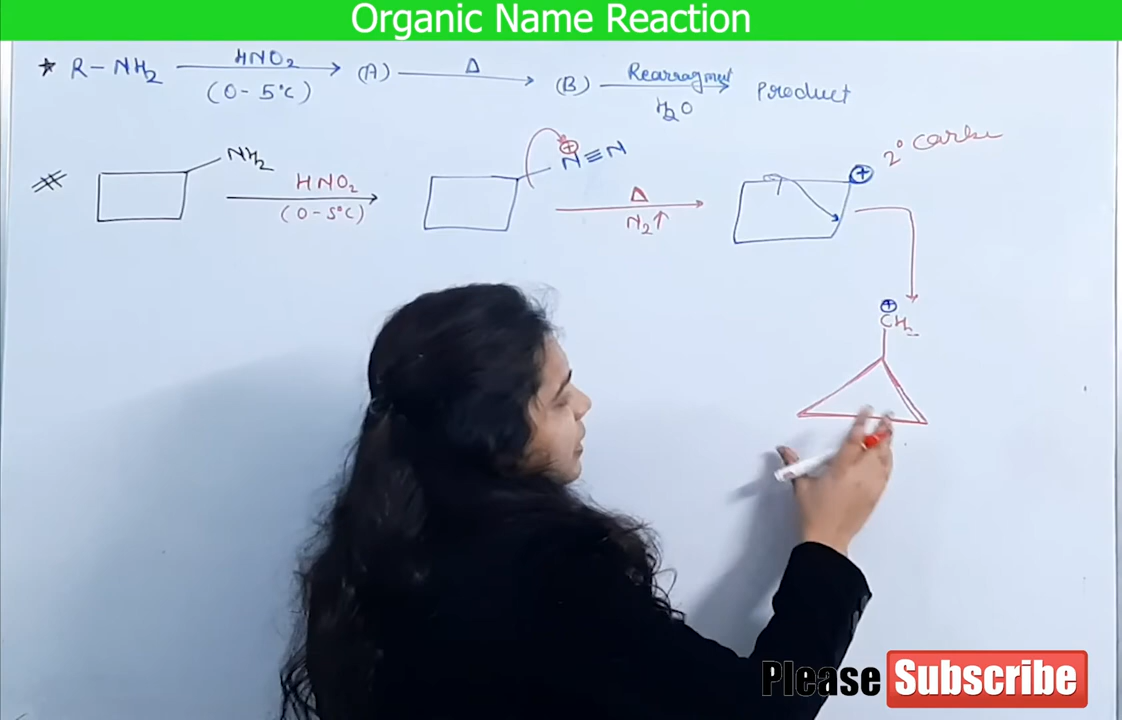 Organic Name Reaction
★ R-NH₂ HNO₂ (0-5°C) (A) Δ (B) Rearragment H₂O Product
NH₂ HNO₂ (0-5°C) ⊕ N≡N Δ N₂↑ ⊕ 2° Carbo
⊕
CH₂
Please Subscribe